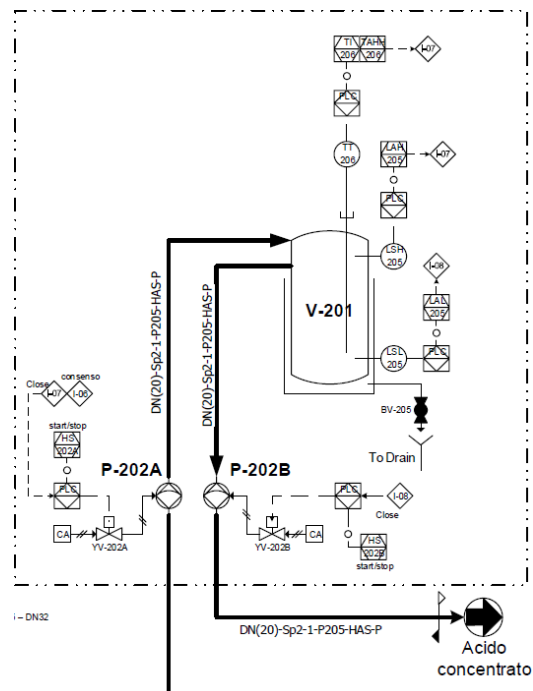 TI
206
TAHH
206
I-07
PLC
TT
206
LAH
205
I-07
PLC
LSH
205
I-08
LAL
205
V-201
LSL
205
PLC
BV-205
To Drain
DN(20)-Sp2-1-P205-HAS-P
DN(20)-Sp2-1-P205-HAS-P
consenso
Close
I-07
I-06
start/stop
HS
202A
P-202A
P-202B
PLC
PLC
I-08
Close
CA
YV-202A
YV-202B
CA
HS
202B
start/stop
– DN32
DN(20)-Sp2-1-P205-HAS-P
Acido
concentrato